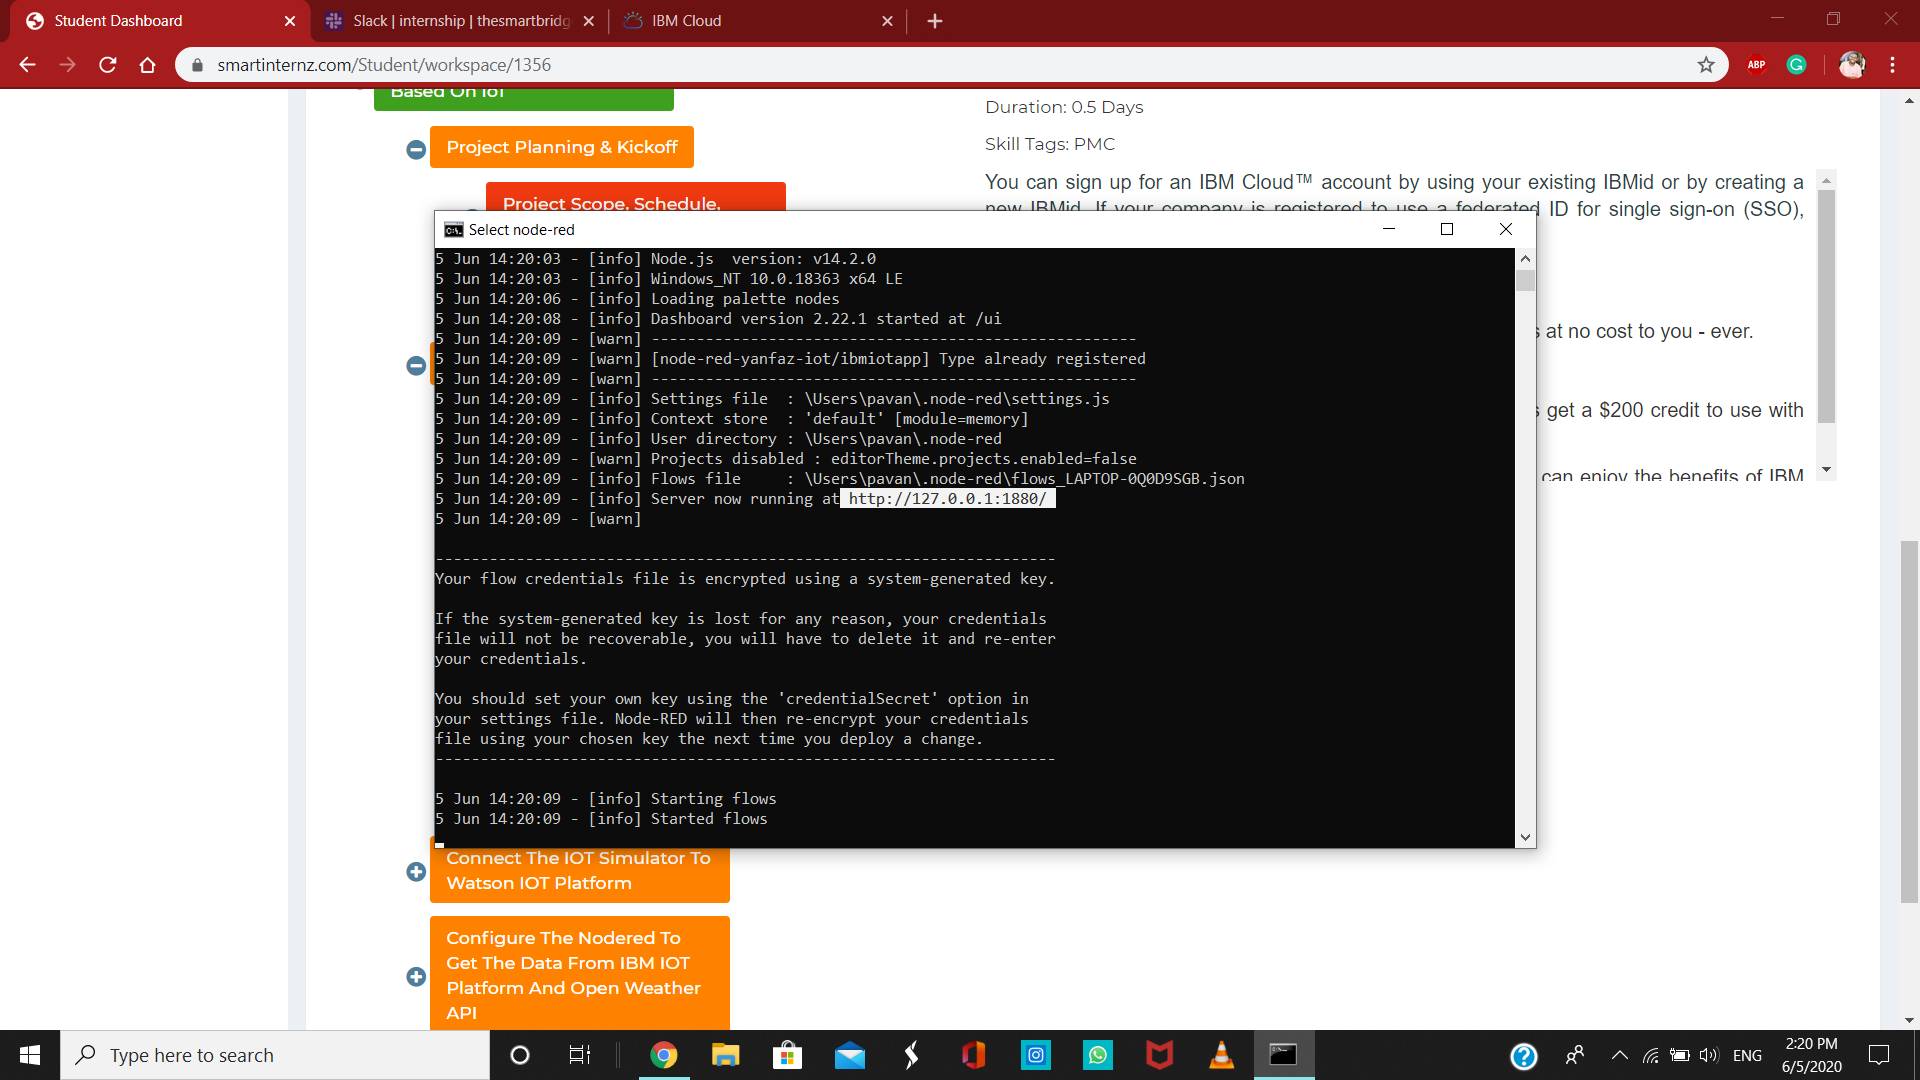 Student Dashboard
Slack | internship | thesmartbridg
IBM Cloud
smartinternz.com/Student/workspace/1356
ABP
Based On IoT
Project Planning & Kickoff
Project Scope, Schedule,
Duration: 0.5 Days
Skill Tags: PMC
You can sign up for an IBM Cloud™ account by using your existing IBMid or by creating a
new IBMid. If your company is registered to use a federated ID for single sign-on (SSO),
at no cost to you - ever.
get a $200 credit to use with
can enjoy the benefits of IBM
Select node-red
5 Jun 14:20:03 - [info] Node.js  version: v14.2.0
5 Jun 14:20:03 - [info] Windows_NT 10.0.18363 x64 LE
5 Jun 14:20:06 - [info] Loading palette nodes
5 Jun 14:20:08 - [info] Dashboard version 2.22.1 started at /ui
5 Jun 14:20:09 - [warn] ------------------------------------------------------
5 Jun 14:20:09 - [warn] [node-red-yanfaz-iot/ibmiotapp] Type already registered
5 Jun 14:20:09 - [warn] ------------------------------------------------------
5 Jun 14:20:09 - [info] Settings file  : \Users\pavan\.node-red\settings.js
5 Jun 14:20:09 - [info] Context store  : 'default' [module=memory]
5 Jun 14:20:09 - [info] User directory : \Users\pavan\.node-red
5 Jun 14:20:09 - [warn] Projects disabled : editorTheme.projects.enabled=false
5 Jun 14:20:09 - [info] Flows file     : \Users\pavan\.node-red\flows_LAPTOP-0Q0D9SGB.json
5 Jun 14:20:09 - [info] Server now running at http://127.0.0.1:1880/
5 Jun 14:20:09 - [warn]
---------------------------------------------------------------------
Your flow credentials file is encrypted using a system-generated key.
If the system-generated key is lost for any reason, your credentials
file will not be recoverable, you will have to delete it and re-enter
your credentials.
You should set your own key using the 'credentialSecret' option in
your settings file. Node-RED will then re-encrypt your credentials
file using your chosen key the next time you deploy a change.
---------------------------------------------------------------------
5 Jun 14:20:09 - [info] Starting flows
5 Jun 14:20:09 - [info] Started flows
Connect The IOT Simulator To
Watson IOT Platform
Configure The Nodered To
Get The Data From IBM IOT
Platform And Open Weather
API
Type here to search
ENG
2:20 PM
6/5/2020